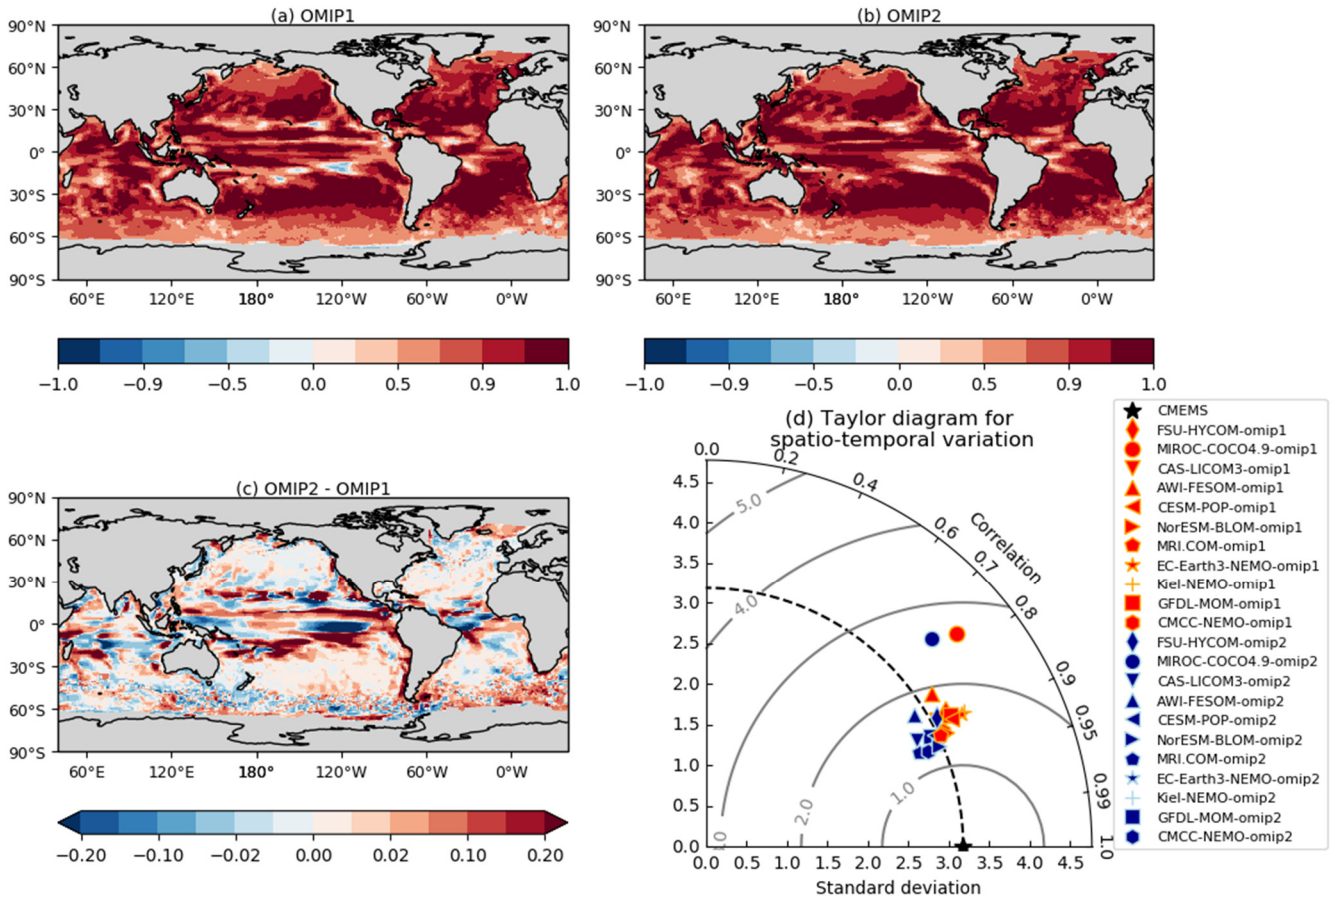 (a) OMIP1
90°N
60°N
30°N
0°
30°S
60°S
90°S
60°E 120°E 180° 120°W 60°W 0°W
−1.0 −0.9 −0.5 0.0 0.5 0.9 1.0
(b) OMIP2
90°N
60°N
30°N
0°
30°S
60°S
90°S
60°E 120°E 180° 120°W 60°W 0°W
−1.0 −0.9 −0.5 0.0 0.5 0.9 1.0
(c) OMIP2 - OMIP1
90°N
60°N
30°N
0°
30°S
60°S
90°S
60°E 120°E 180° 120°W 60°W 0°W
−0.20 −0.10 −0.02 0.00 0.02 0.10 0.20
(d) Taylor diagram for
spatio-temporal variation
0.0
0.2
0.4
0.6
0.7
0.8
0.9
0.95
0.99
1.0
Correlation
4.5
4.0
3.5
3.0
2.5
2.0
1.5
1.0
0.5
0.0
5.0
4.0
2.0
1.0
0.0 0.5 1.0 1.5 2.0 2.5 3.0 3.5 4.0 4.5
Standard deviation
CMEMS
FSU-HYCOM-omip1
MIROC-COCO4.9-omip1
CAS-LICOM3-omip1
AWI-FESOM-omip1
CESM-POP-omip1
NorESM-BLOM-omip1
MRI.COM-omip1
EC-Earth3-NEMO-omip1
Kiel-NEMO-omip1
GFDL-MOM-omip1
CMCC-NEMO-omip1
FSU-HYCOM-omip2
MIROC-COCO4.9-omip2
CAS-LICOM3-omip2
AWI-FESOM-omip2
CESM-POP-omip2
NorESM-BLOM-omip2
MRI.COM-omip2
EC-Earth3-NEMO-omip2
Kiel-NEMO-omip2
GFDL-MOM-omip2
CMCC-NEMO-omip2